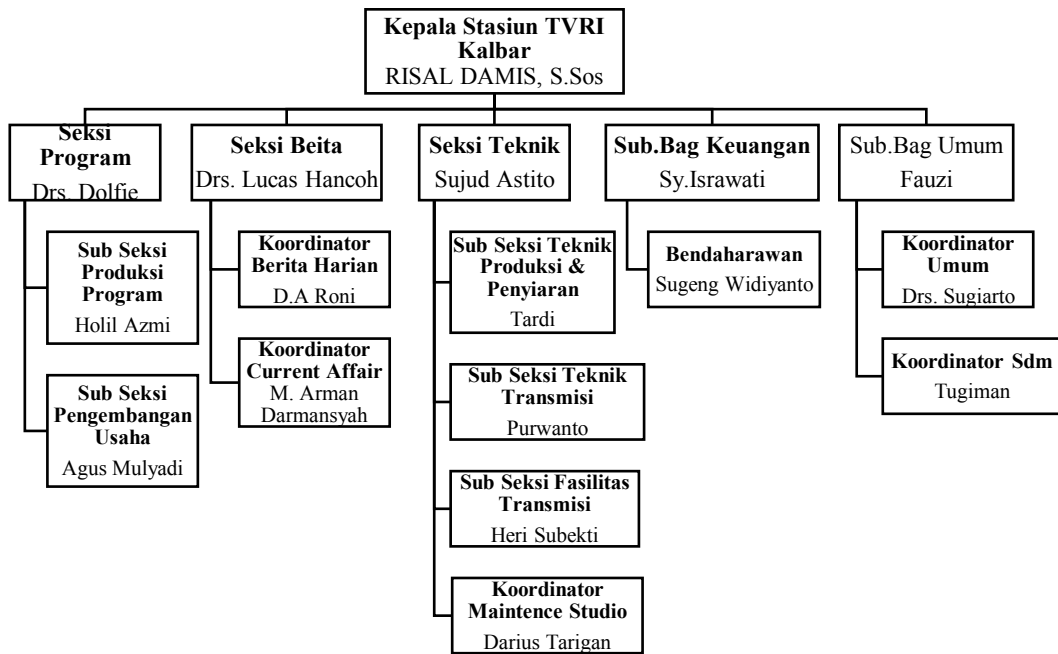 Kepala Stasiun TVRI
Kalbar
RISAL DAMIS, S.Sos
Seksi
Program
Drs. Dolfie
Seksi Beita
Drs. Lucas Hancoh
Seksi Teknik
Sujud Astito
Sub.Bag Keuangan
Sy.Israwati
Sub.Bag Umum
Fauzi
Sub Seksi
Produksi
Program
Holil Azmi
Sub Seksi
Pengembangan
Usaha
Agus Mulyadi
Koordinator
Berita Harian
D.A Roni
Koordinator
Current Affair
M. Arman
Darmansyah
Sub Seksi Teknik
Produksi &
Penyiaran
Tardi
Sub Seksi Teknik
Transmisi
Purwanto
Sub Seksi Fasilitas
Transmisi
Heri Subekti
Koordinator
Maintence Studio
Darius Tarigan
Bendaharawan
Sugeng Widiyanto
Koordinator
Umum
Drs. Sugiarto
Koordinator Sdm
Tugiman